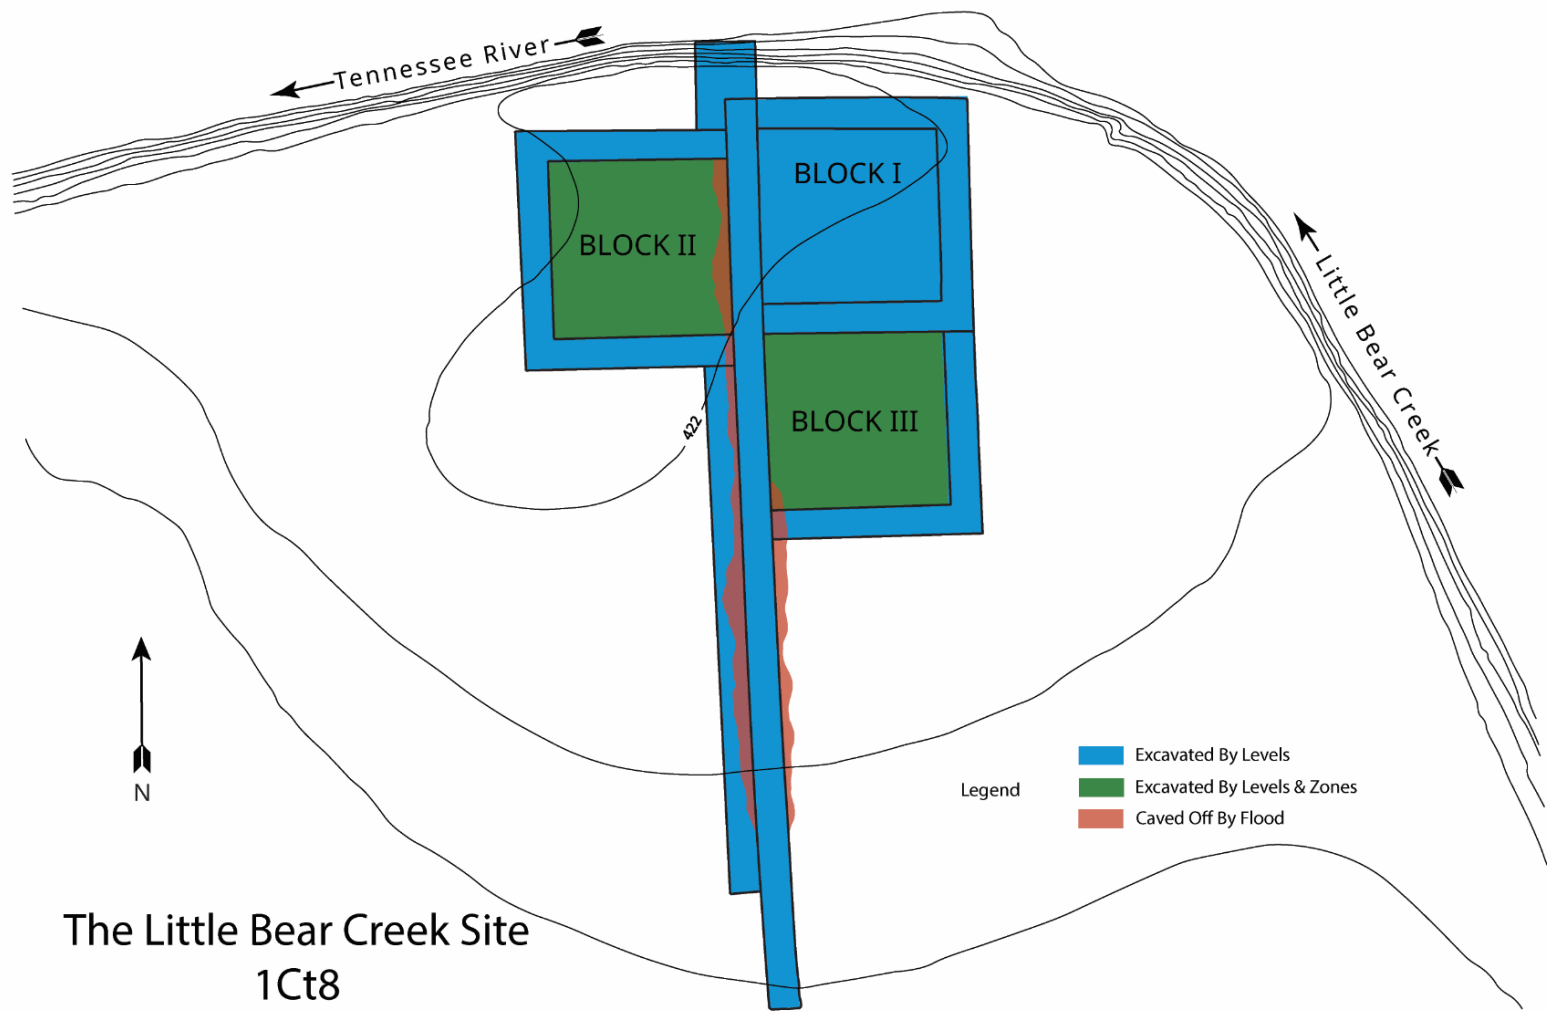 Tennessee River
BLOCK I
BLOCK II
Little Bear Creek
BLOCK III
422
N
Legend
Excavated By Levels
Excavated By Levels & Zones
Caved Off By Flood
The Little Bear Creek Site
1Ct8